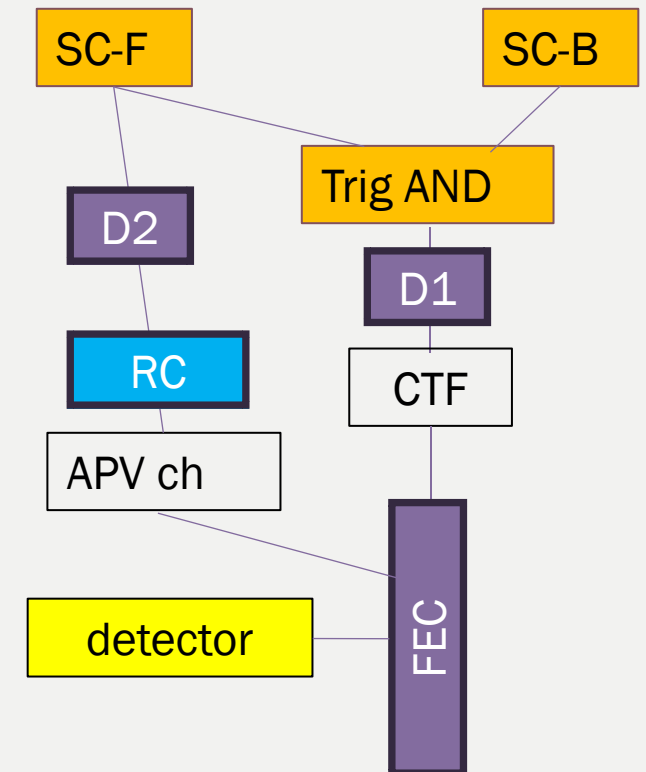 SC-F
SC-B
Trig AND
D2
D1
RC
CTF
APV ch
FEC
detector